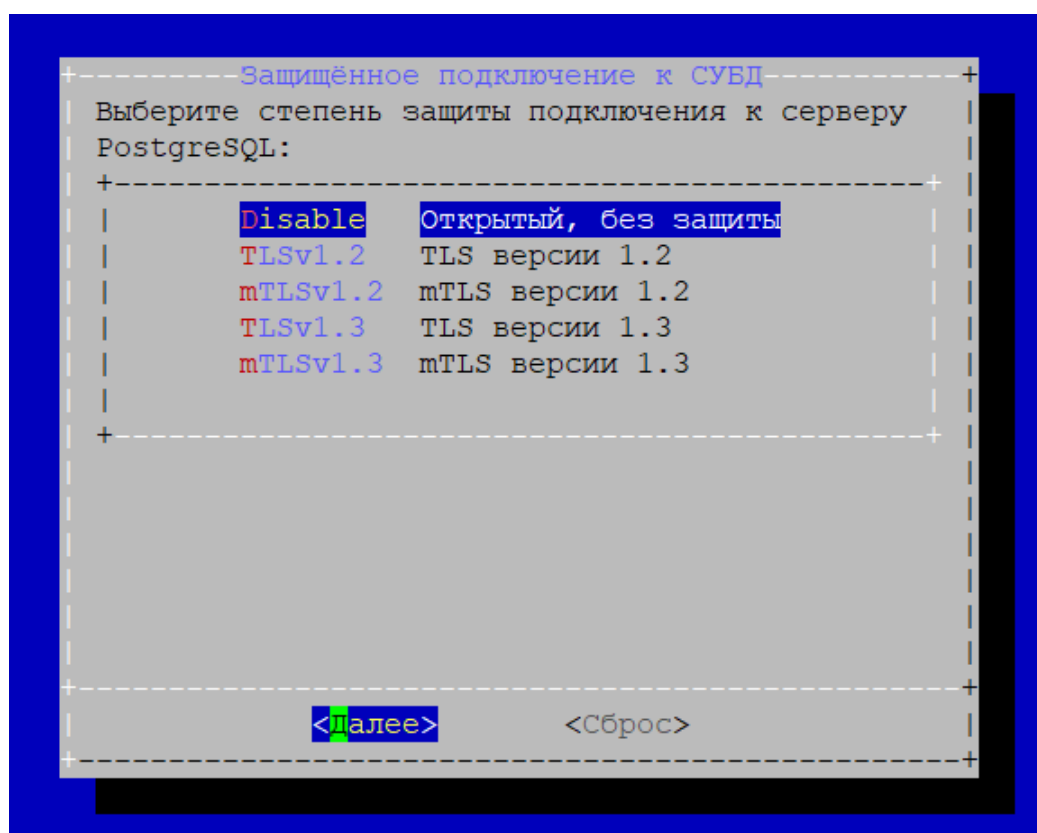 Защищённое подключение к СУБД
Выберите степень защиты подключения к серверу
PostgreSQL:
Disable Открытый, без защиты
TLSv1.2 TLS версии 1.2
mTLSv1.2 mTLS версии 1.2
TLSv1.3 TLS версии 1.3
mTLSv1.3 mTLS версии 1.3
<Далее> <Сброс>